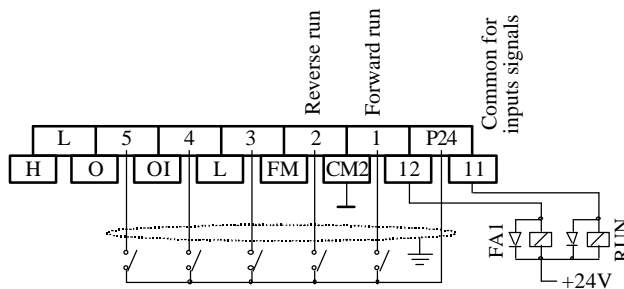 Reverse run
Forward run
Common for
inputs signals
L 5 4 3 2 1 P24
H O OI L FM CM2 12 11
FA1
RUN
+24V